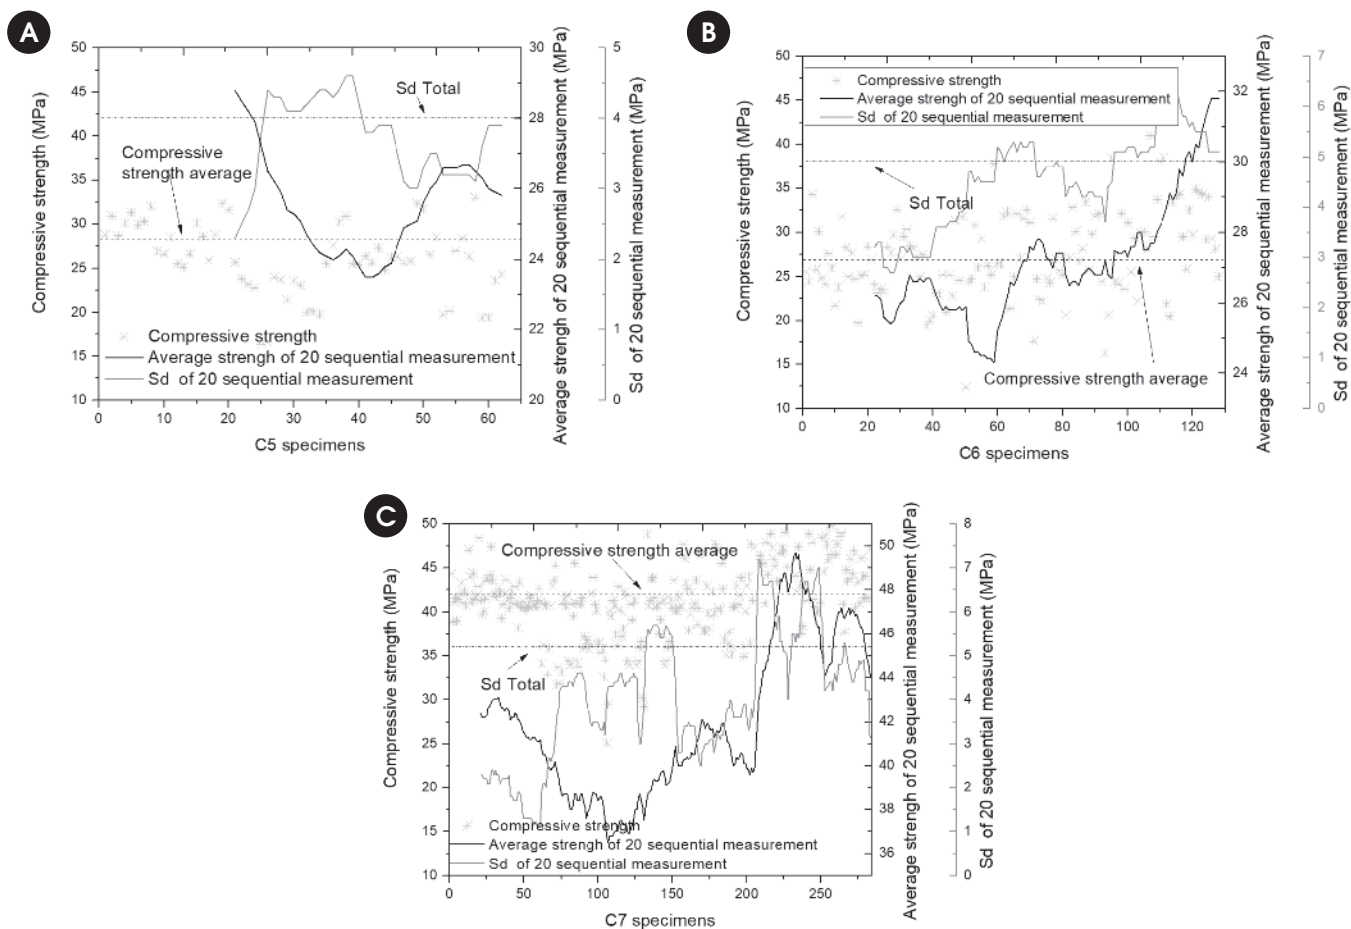 A
Compressive strength (MPa)
50
45
40
35
30
25
20
15
10
0
10
20
30
40
50
60
C5 specimens
30
28
26
24
22
20
Average strengh of 20 sequential measurement (MPa)
5
4
3
2
1
0
Sd of 20 sequential measurement (MPa)
Sd Total
Compressive
strength average
Compressive strength
Average strengh of 20 sequential measurement
Sd of 20 sequential measurement
B
Compressive strength (MPa)
50
45
40
35
30
25
20
15
10
0
20
40
60
80
100
120
C6 specimens
32
30
28
26
24
Average strengh of 20 sequential measurement (MPa)
7
6
5
4
3
2
1
0
Sd of 20 sequential measurement (MPa)
Compressive strength
Average strengh of 20 sequential measurement
Sd of 20 sequential measurement
Sd Total
Compressive strength average
C
Compressive strength (MPa)
50
45
40
35
30
25
20
15
10
0
50
100
150
200
250
C7 specimens
50
48
46
44
42
40
38
36
Average strengh of 20 sequential measurement (MPa)
8
7
6
5
4
3
2
1
0
Sd of 20 sequential measurement (MPa)
Compressive strength average
Sd Total
Compressive strength
Average strengh of 20 sequential measurement
Sd of 20 sequential measurement